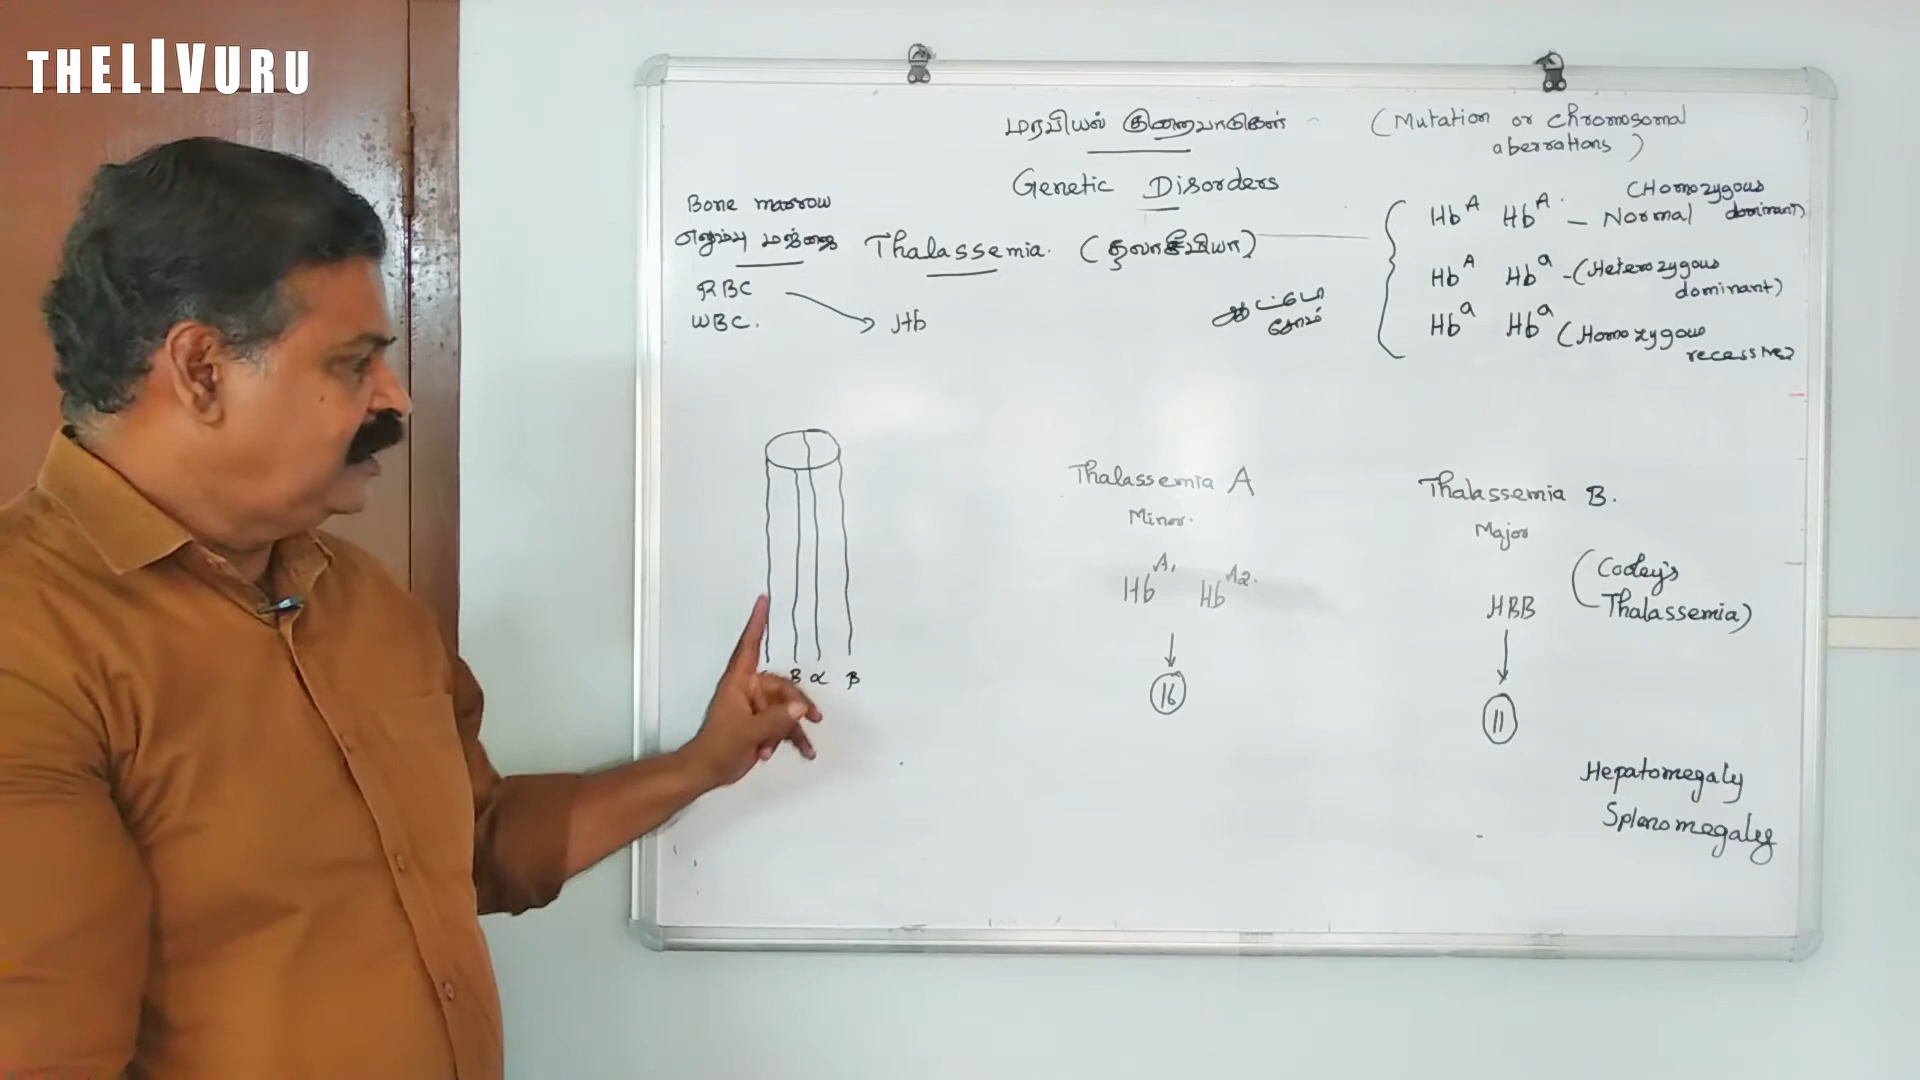 THELIVURU
மரபியல் குறைபாடுகள்
(Mutation or chromosomal
aberrations)
Genetic Disorders
Bone marrow
எலும்பு மஜ்ஜை
Thalassemia.
RBC
WBC.
Hb
Hb^A Hb^A - Normal (Homozygous
dominant)
Hb^A Hb^a - (Heterozygous
dominant)
Hb^a Hb^a (Homozygous
recessive)
Thalassemia A
Minor.
Hb^A1 Hb^A2.
16
Thalassemia B.
Major
(Cooley's
Thalassemia)
HBB
11
B α β
Hepatomegaly
Splenomegaly